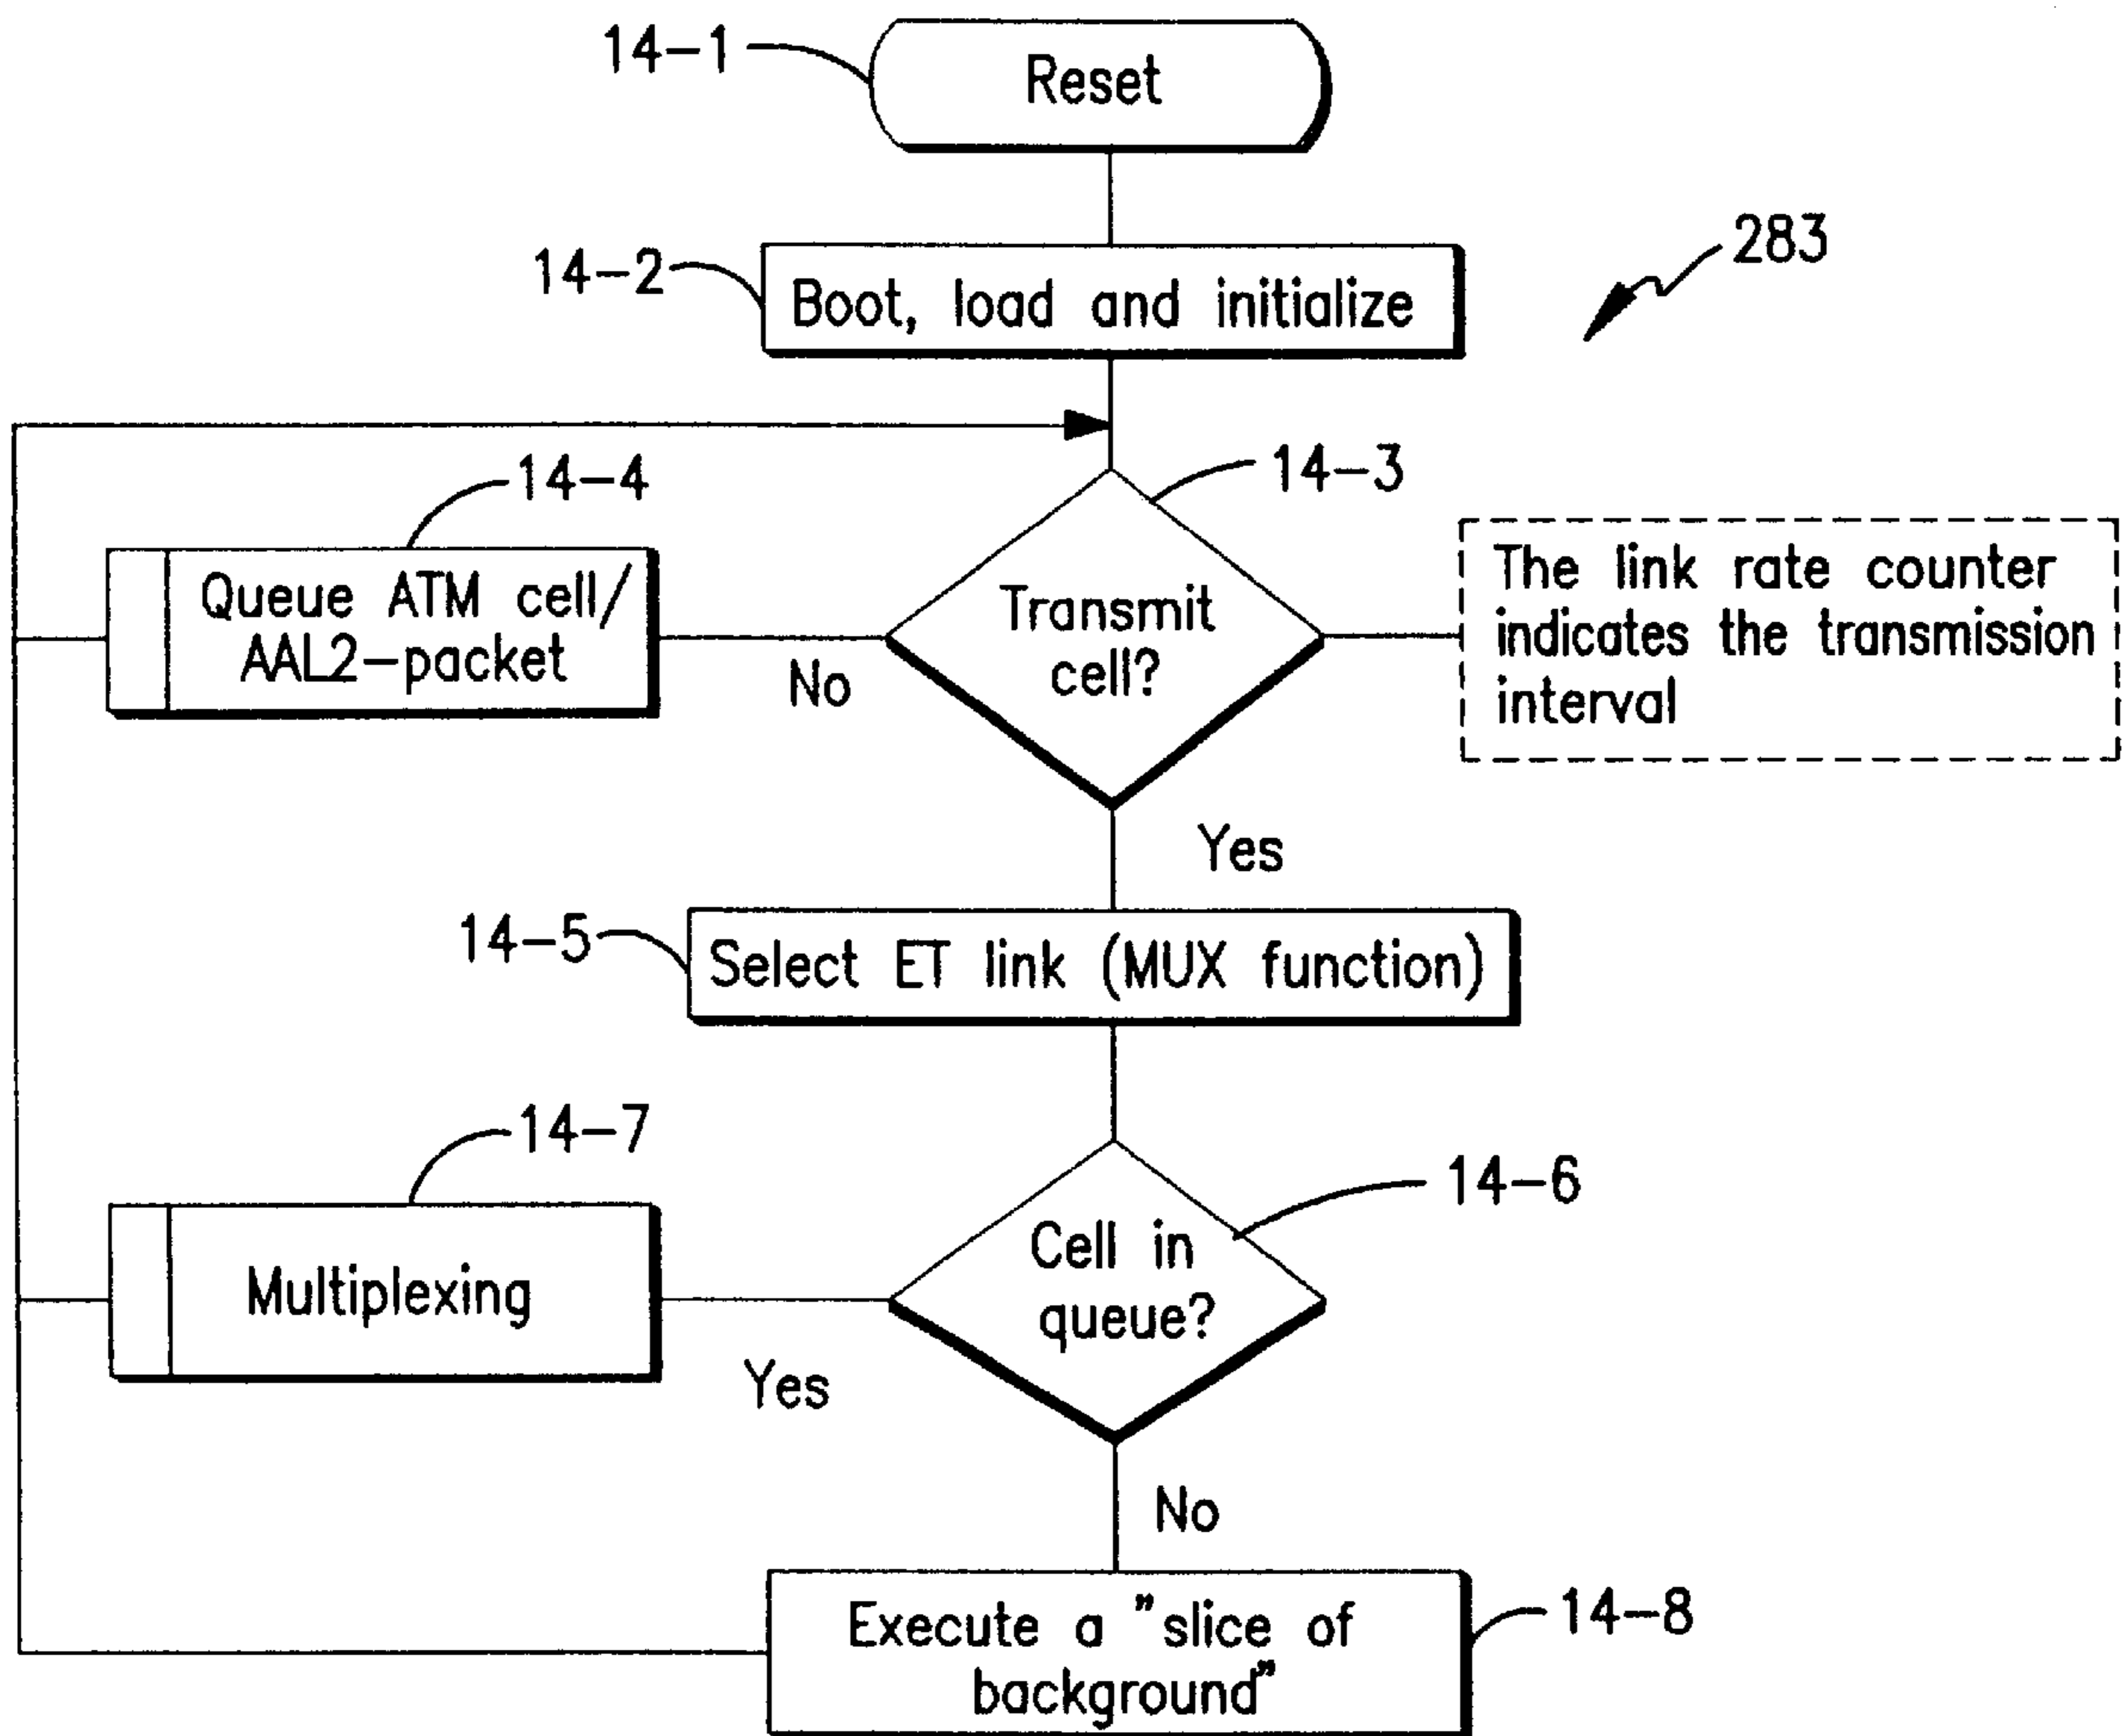 14-1
Reset
14-2
Boot, load and initialize
283
14-4
14-3
Queue ATM cell/
AAL2-packet
No
Transmit
cell?
The link rate counter
indicates the transmission
interval
Yes
14-5
Select ET link (MUX function)
14-7
14-6
Multiplexing
Yes
Cell in
queue?
No
Execute a "slice of
background"
14-8